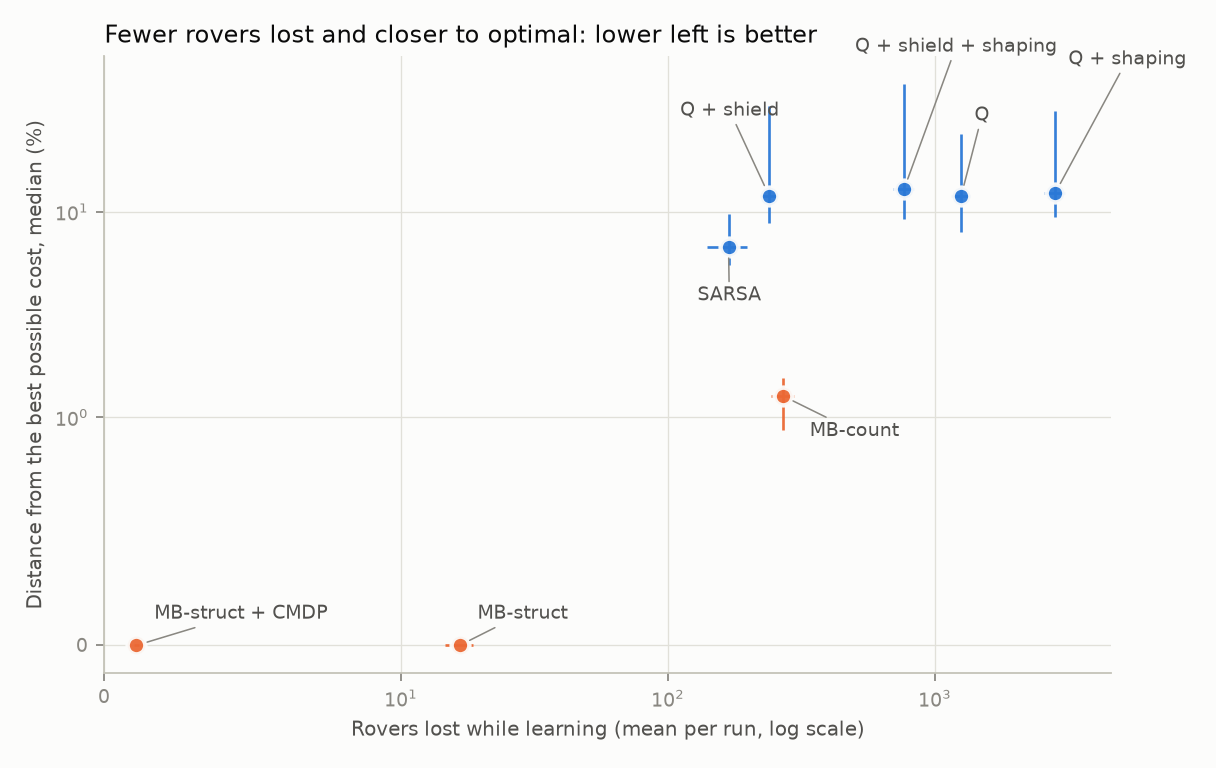 Fewer rovers lost and closer to optimal: lower left is better
Q + shield + shaping
Q + shaping
Q + shield
Q
SARSA
MB-count
MB-struct + CMDP
MB-struct
Distance from the best possible cost, median (%)
10¹
10⁰
0
0
10¹
10²
10³
Rovers lost while learning (mean per run, log scale)